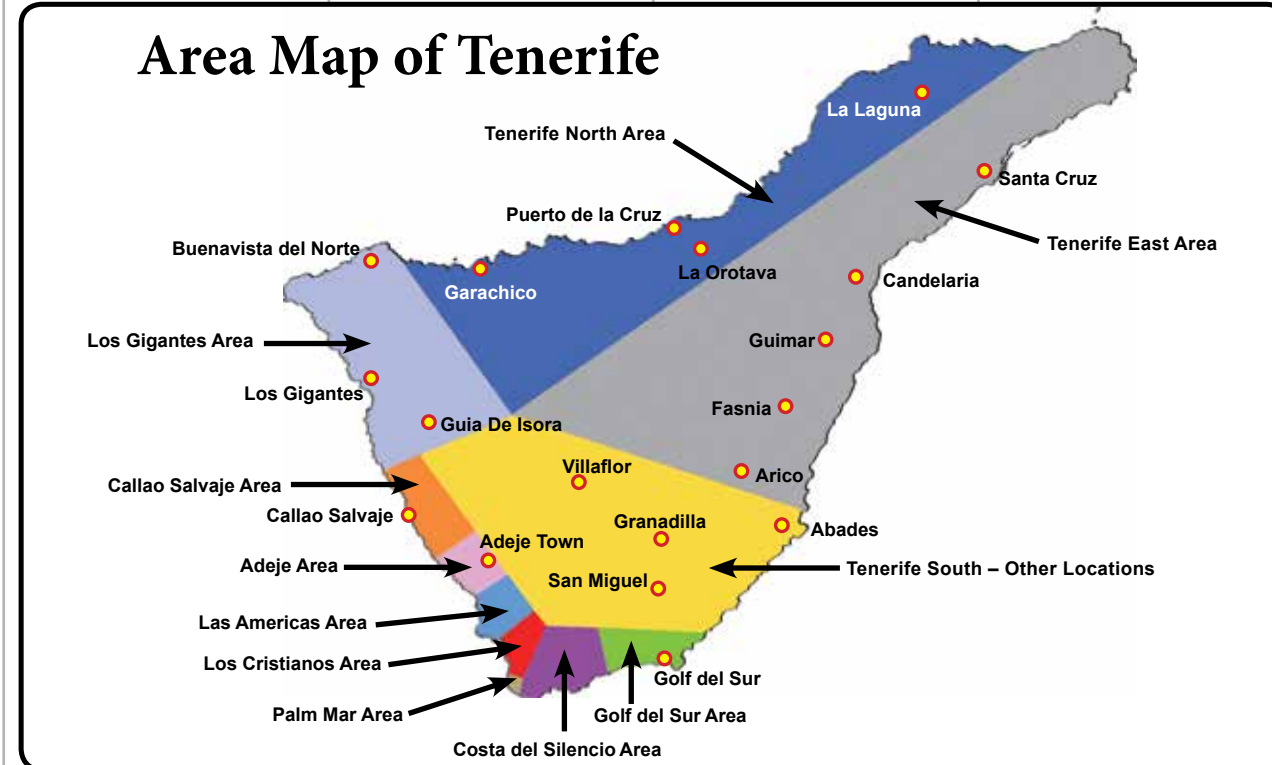 Area Map of Tenerife
La Laguna
Tenerife North Area
Santa Cruz
Puerto de la Cruz
Buenavista del Norte
Tenerife East Area
La Orotava
Candelaria
Garachico
Los Gigantes Area
Guimar
Los Gigantes
Fasnia
Guia De Isora
Villaflor
Arico
Callao Salvaje Area
Callao Salvaje
Granadilla
Abades
Adeje Town
Adeje Area
Tenerife South – Other Locations
San Miguel
Las Americas Area
Los Cristianos Area
Golf del Sur
Palm Mar Area
Golf del Sur Area
Costa del Silencio Area